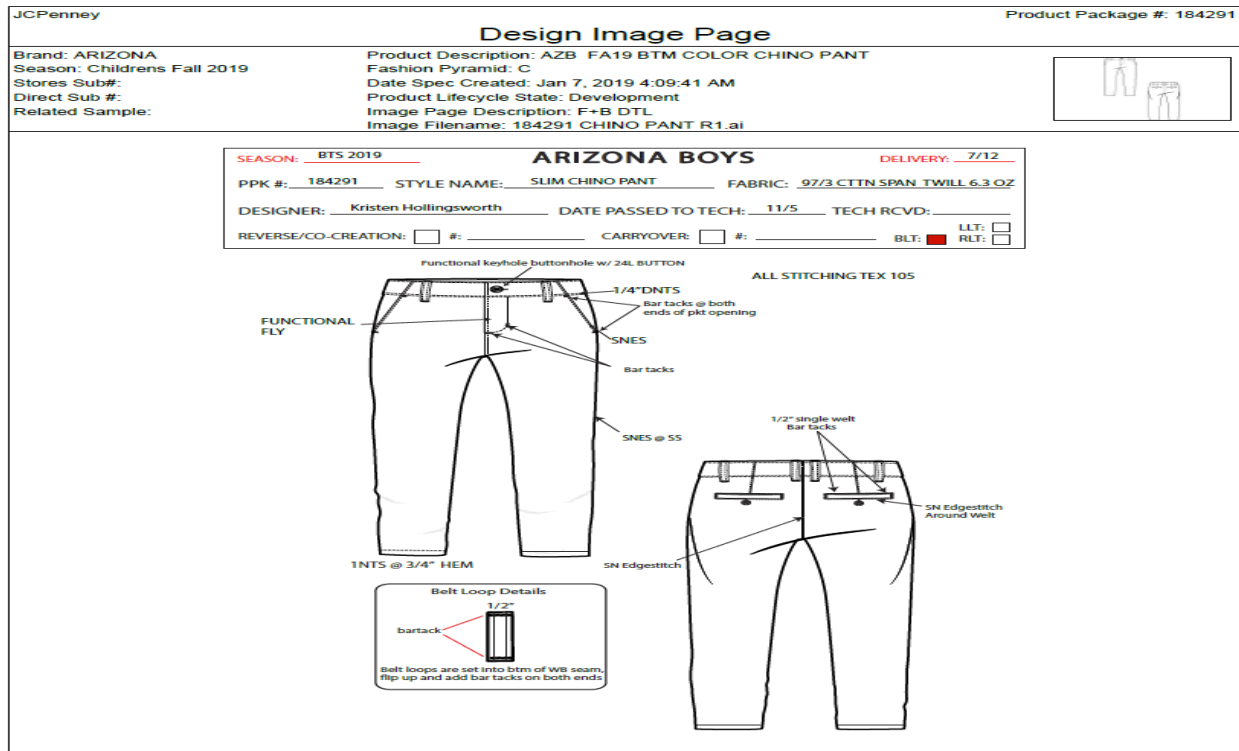 JCPenney
Product Package #: 184291
Design Image Page
Brand: ARIZONA
Product Description: AZB FA19 BTM COLOR CHINO PANT
Season: Childrens Fall 2019
Fashion Pyramid: C
Stores Sub#:
Date Spec Created: Jan 7, 2019 4:09:41 AM
Direct Sub #:
Product Lifecycle State: Development
Related Sample:
Image Page Description: F+B DTL
Image Filename: 184291 CHINO PANT R1.ai
SEASON: BTS 2019
ARIZONA BOYS
DELIVERY: 7/12
PPK #: 184291 STYLE NAME: SLIM CHINO PANT FABRIC: 97/3 CTTN SPAN TWILL 6.3 OZ
DESIGNER: Kristen Hollingsworth DATE PASSED TO TECH: 11/5 TECH RCVD:
REVERSE/CO-CREATION: #: CARRYOVER: #: BLT: LLT: RLT:
Functional keyhole buttonhole w/ 24L BUTTON
ALL STITCHING TEX 105
1/4"DNTS
Bar tacks @ both
ends of pkt opening
FUNCTIONAL
FLY
SNES
Bar tacks
1/2" single welt
Bar tacks
SNES @ SS
SN Edgestitch
Around Welt
1NTS @ 3/4" HEM
SN Edgestitch
Belt Loop Details
1/2"
bartack
Belt loops are set into btm of WB seam,
flip up and add bar tacks on both ends